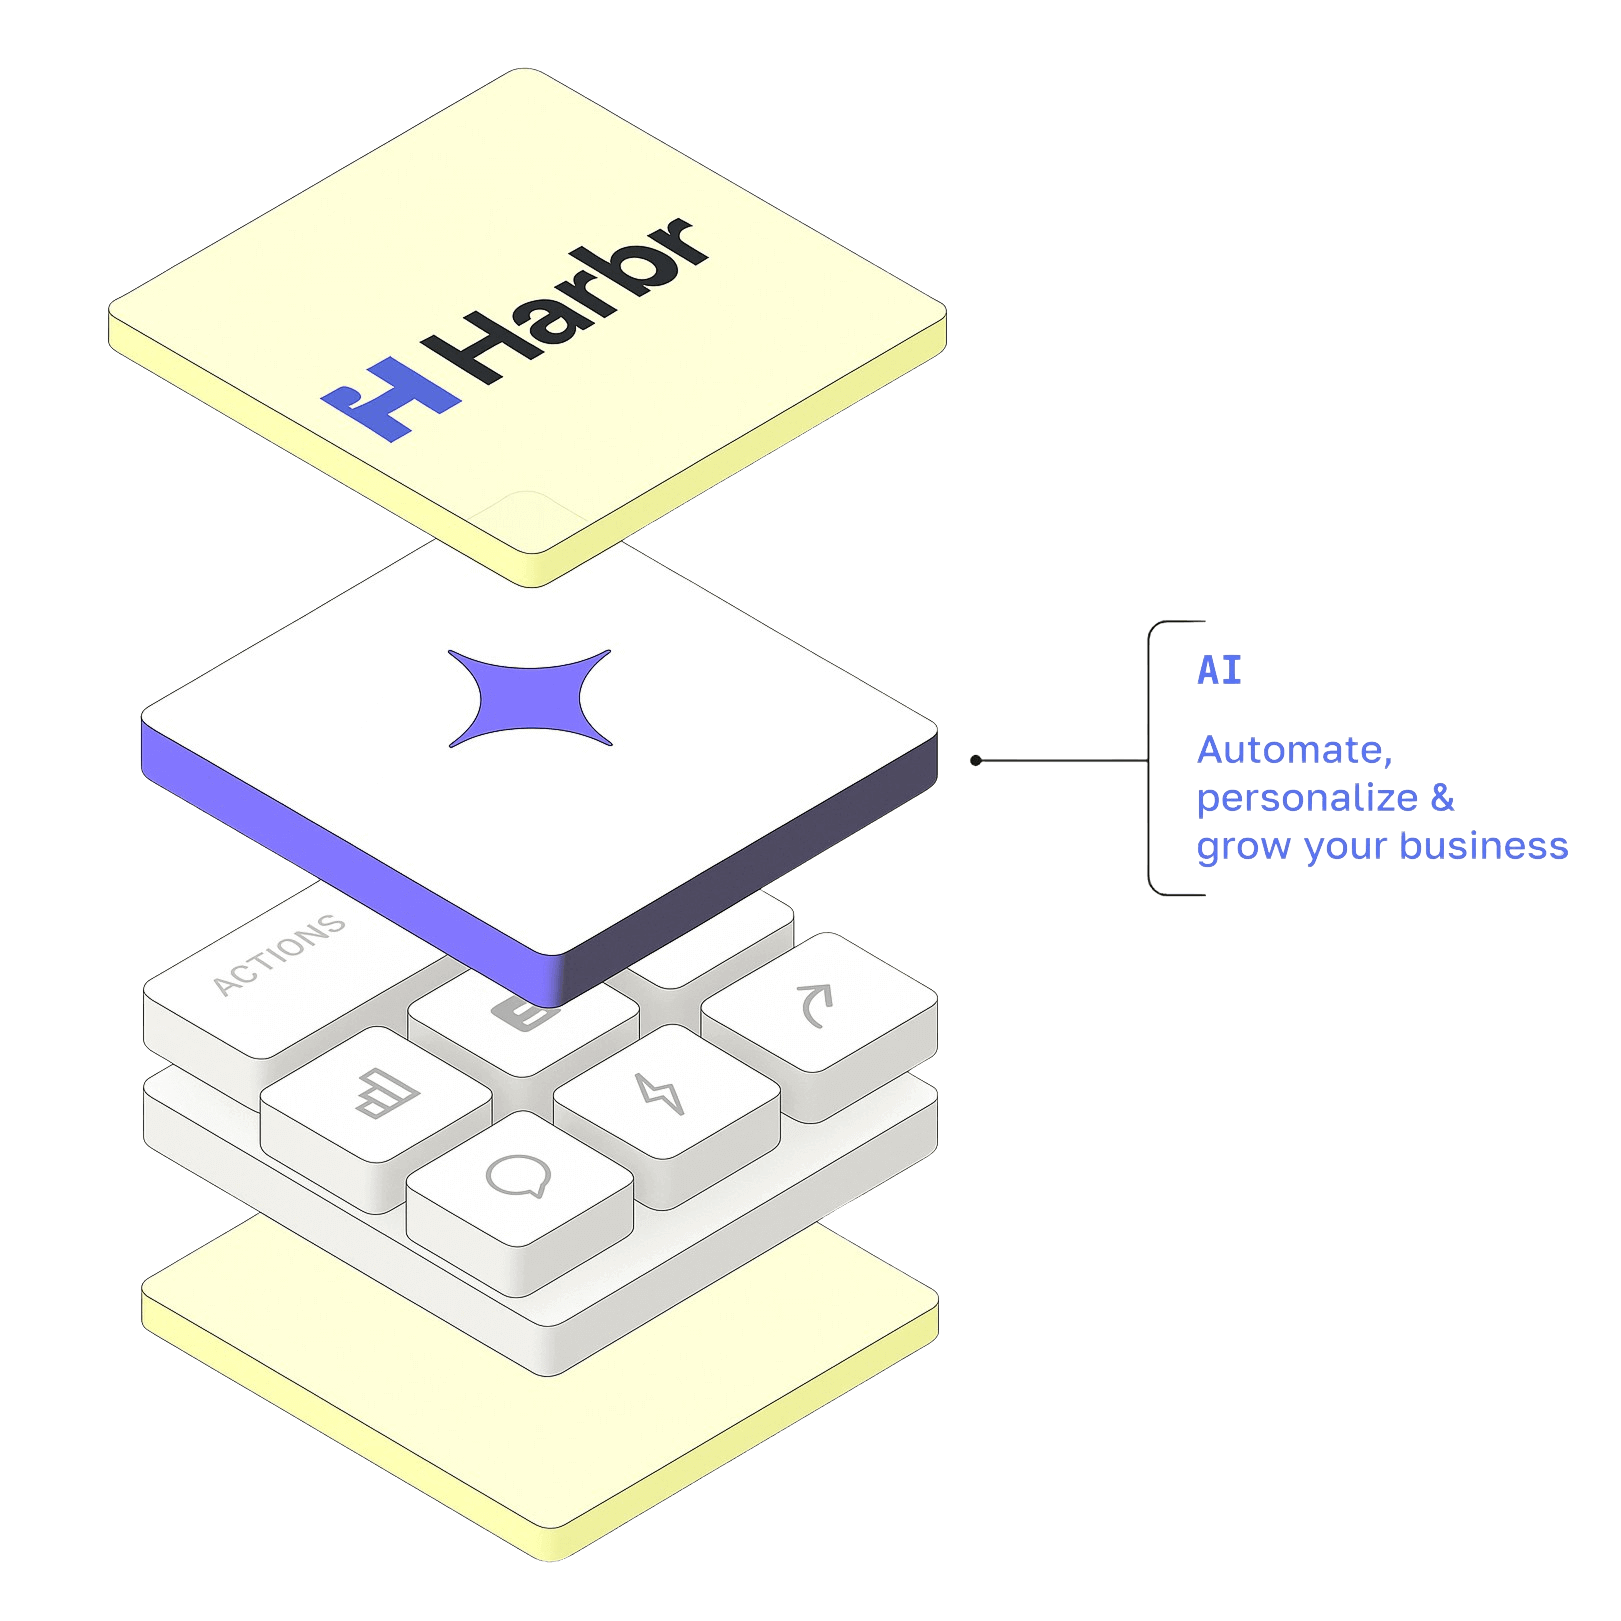 Harbr
AI
Automate,
personalize &
grow your business
ACTIONS